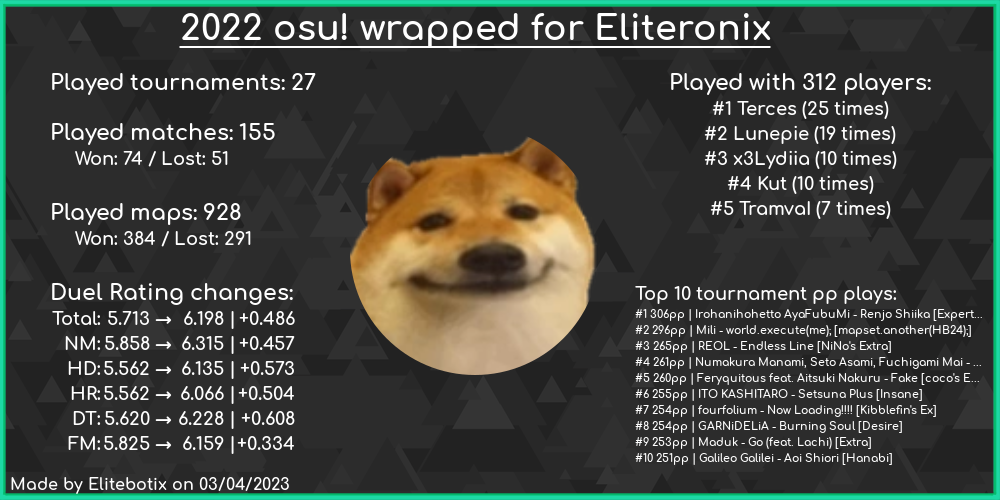 2022 osu! wrapped for Eliteronix
Played tournaments: 27
Played matches: 155
Won: 74 / Lost: 51
Played maps: 928
Won: 384 / Lost: 291
Duel Rating changes:
Total: 5.713 → 6.198 | +0.486
NM: 5.858 → 6.315 | +0.457
HD: 5.562 → 6.135 | +0.573
HR: 5.562 → 6.066 | +0.504
DT: 5.620 → 6.228 | +0.608
FM: 5.825 → 6.159 | +0.334
Played with 312 players:
#1 Terces (25 times)
#2 Lunepie (19 times)
#3 x3Lydiia (10 times)
#4 Kut (10 times)
#5 Tramval (7 times)
Top 10 tournament pp plays:
#1 306pp | Irohanihohetto AyaFubuMi - Renjo Shiika [Expert...
#2 296pp | Mili - world.execute(me); [mapset.another(HB24);]
#3 265pp | REOL - Endless Line [NiNo's Extra]
#4 261pp | Numakura Manami, Seto Asami, Fuchigami Mai - ...
#5 260pp | Feryquitous feat. Aitsuki Nakuru - Fake [coco's E...
#6 255pp | ITO KASHITARO - Setsuna Plus [Insane]
#7 254pp | fourfolium - Now Loading!!!! [Kibblefin's Ex]
#8 254pp | GARNiDELiA - Burning Soul [Desire]
#9 253pp | Maduk - Go (feat. Lachi) [Extra]
#10 251pp | Galileo Galilei - Aoi Shiori [Hanabi]
Made by Elitebotix on 03/04/2023